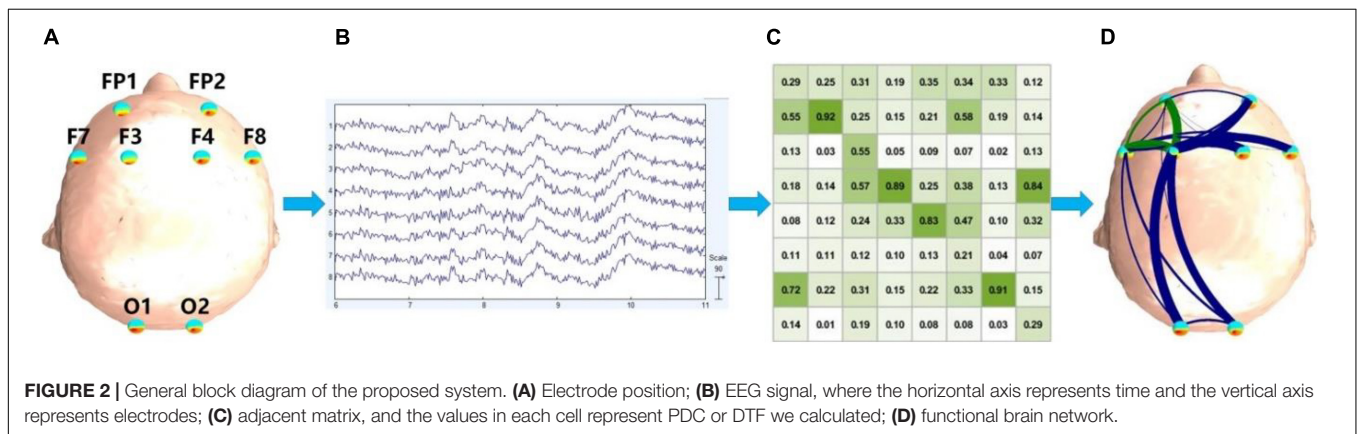 A
B
C
D
FP1 FP2
F7 F3 F4 F8
O1 O2
1
2
3
4
5
6
7
8
Scale
90
6 7 8 9 10 11
0.29 0.25 0.31 0.19 0.35 0.34 0.33 0.12
0.55 0.92 0.25 0.15 0.21 0.58 0.19 0.14
0.13 0.03 0.55 0.05 0.09 0.07 0.02 0.13
0.18 0.14 0.57 0.89 0.25 0.38 0.13 0.84
0.08 0.12 0.24 0.33 0.83 0.47 0.10 0.32
0.11 0.11 0.12 0.10 0.13 0.21 0.04 0.07
0.72 0.22 0.31 0.15 0.22 0.33 0.91 0.15
0.14 0.01 0.19 0.10 0.08 0.08 0.03 0.29
FIGURE 2 | General block diagram of the proposed system. (A) Electrode position; (B) EEG signal, where the horizontal axis represents time and the vertical axis
represents electrodes; (C) adjacent matrix, and the values in each cell represent PDC or DTF we calculated; (D) functional brain network.